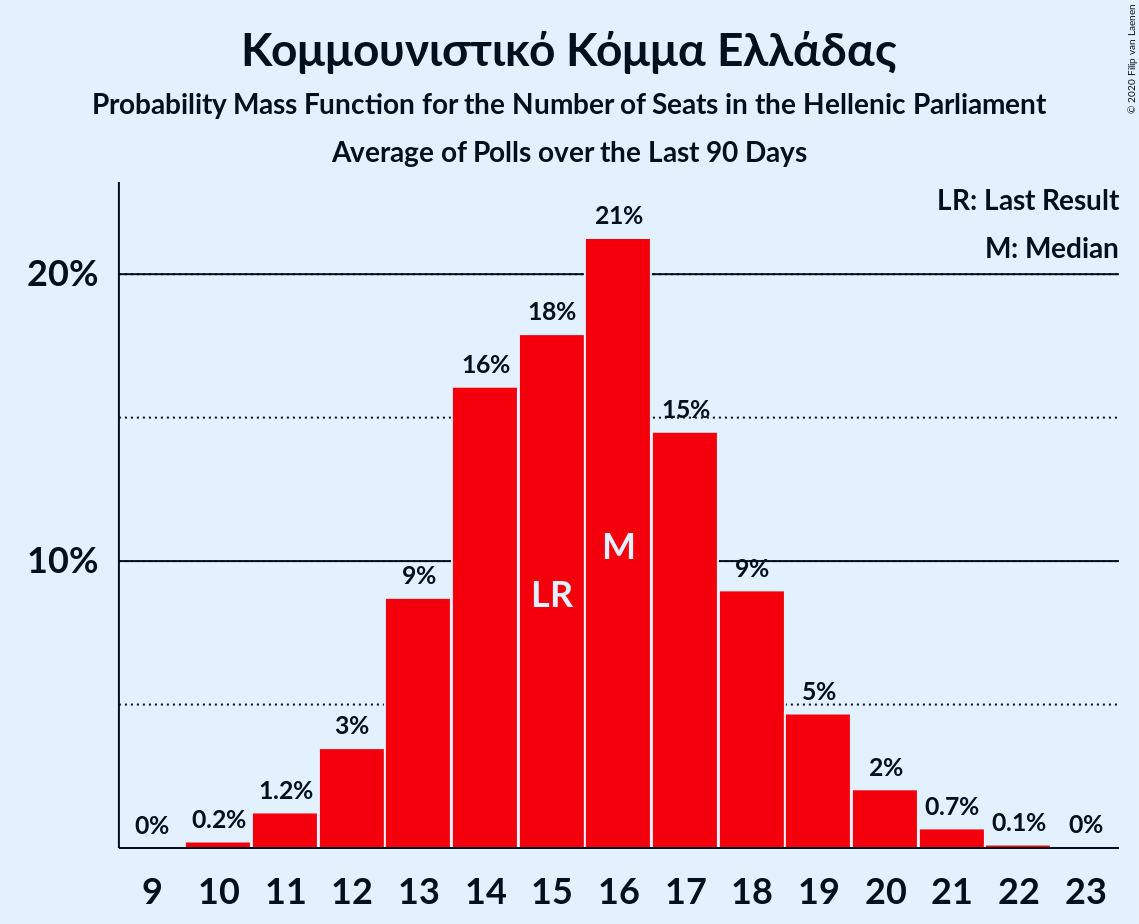 Κομμουνιστικό Κόμμα Ελλάδας
Probability Mass Function for the Number of Seats in the Hellenic Parliament
Average of Polls over the Last 90 Days
© 2020 Filip van Laenen
LR: Last Result
M: Median
20%
10%
0%
0.2%
1.2%
3%
9%
16%
18%
21%
15%
9%
5%
2%
0.7%
0.1%
0%
LR
M
9 10 11 12 13 14 15 16 17 18 19 20 21 22 23